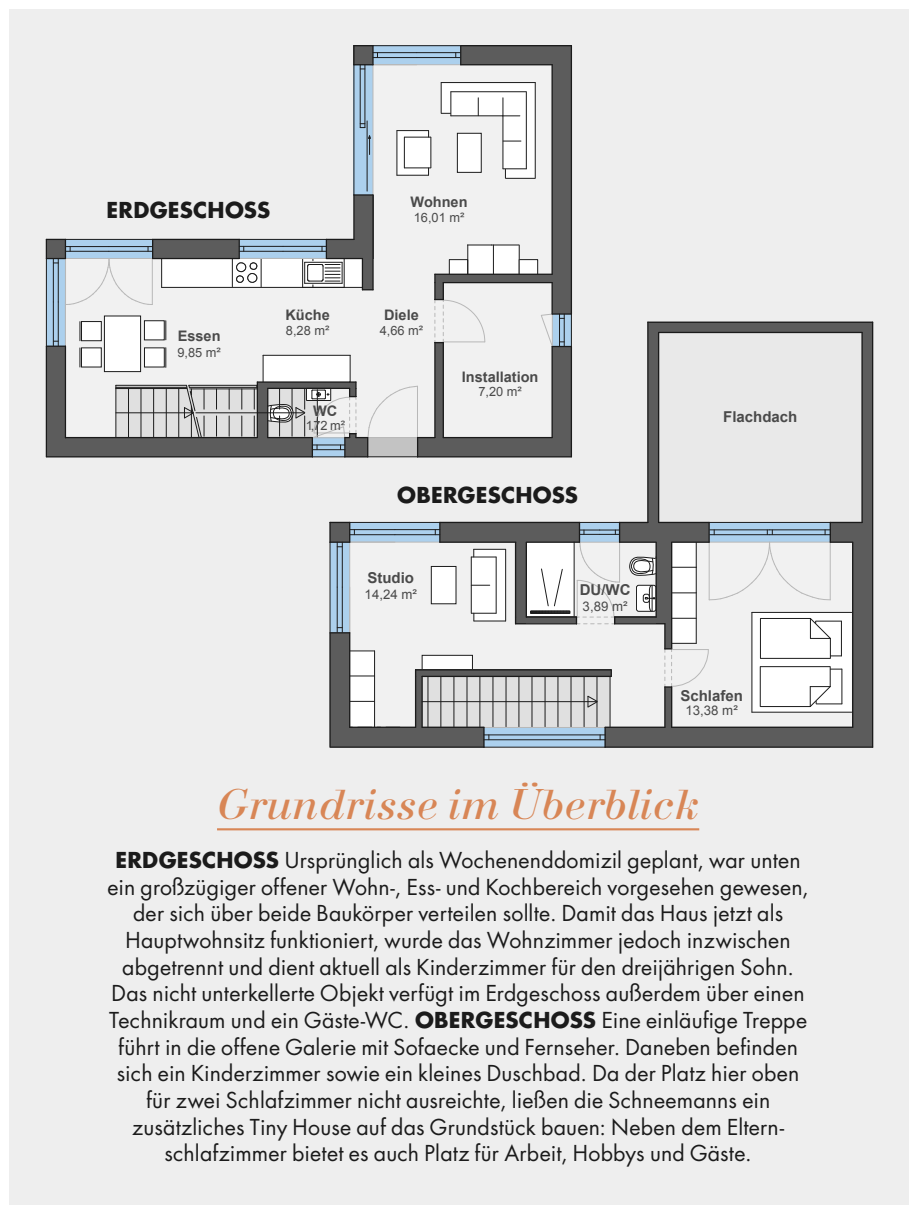 Wohnen
16,01 m²
ERDGESCHOSS
Küche
8,28 m²
Diele
4,66 m²
Essen
9,85 m²
Installation
7,20 m²
WC
1,72 m²
Flachdach
OBERGESCHOSS
Studio
14,24 m²
DU/WC
3,89 m²
Schlafen
13,38 m²
Grundrisse im Überblick
ERDGESCHOSS Ursprünglich als Wochenenddomizil geplant, war unten
ein großzügiger offener Wohn-, Ess- und Kochbereich vorgesehen gewesen,
der sich über beide Baukörper verteilen sollte. Damit das Haus jetzt als
Hauptwohnsitz funktioniert, wurde das Wohnzimmer jedoch inzwischen
abgetrennt und dient aktuell als Kinderzimmer für den dreijährigen Sohn.
Das nicht unterkellerte Objekt verfügt im Erdgeschoss außerdem über einen
Technikraum und ein Gäste-WC. OBERGESCHOSS Eine einläufige Treppe
führt in die offene Galerie mit Sofaecke und Fernseher. Daneben befinden
sich ein Kinderzimmer sowie ein kleines Duschbad. Da der Platz hier oben
für zwei Schlafzimmer nicht ausreichte, ließen die Schneemanns ein
zusätzliches Tiny House auf das Grundstück bauen: Neben dem Eltern-
schlafzimmer bietet es auch Platz für Arbeit, Hobbys und Gäste.